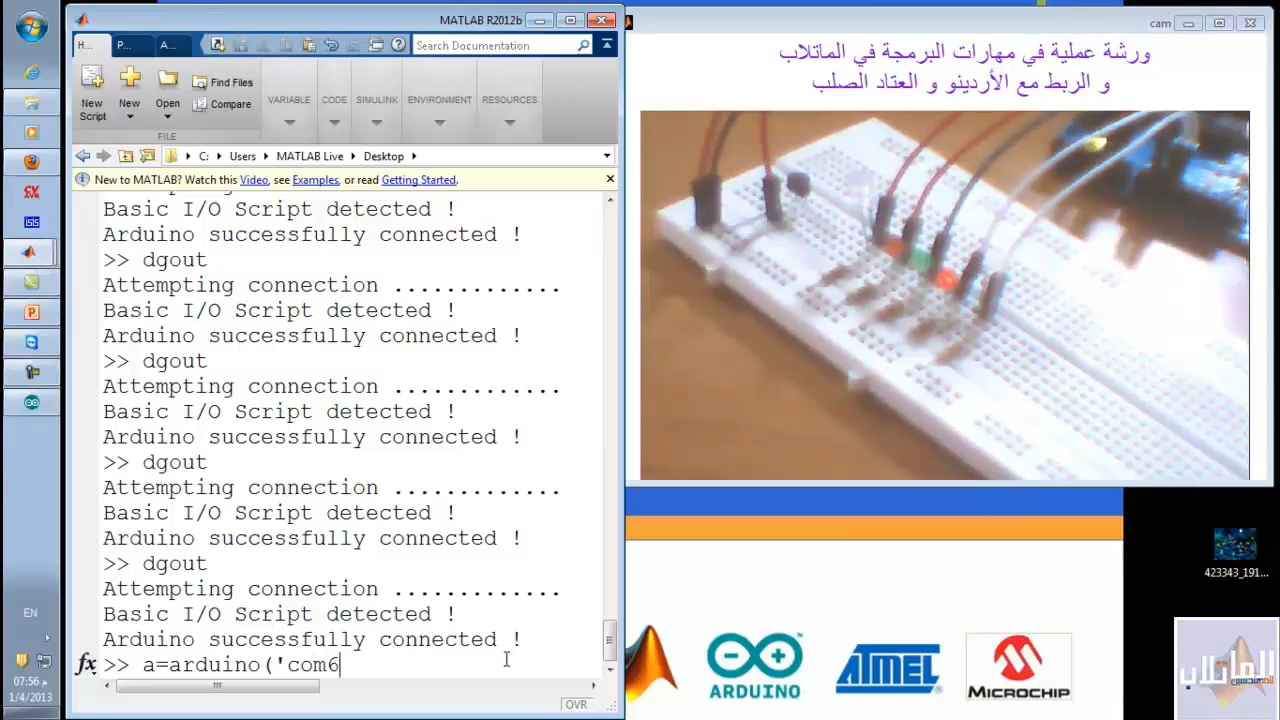 MATLAB R2012b
H...
P...
A...
Search Documentation
New
Script
New
Open
Find Files
Compare
FILE
VARIABLE
CODE
SIMULINK
ENVIRONMENT
RESOURCES
C:
Users
MATLAB Live
Desktop
New to MATLAB? Watch this Video, see Examples, or read Getting Started.
Basic I/O Script detected !
Arduino successfully connected !
>> dgout
Attempting connection .............
Basic I/O Script detected !
Arduino successfully connected !
>> dgout
Attempting connection .............
Basic I/O Script detected !
Arduino successfully connected !
>> dgout
Attempting connection .............
Basic I/O Script detected !
Arduino successfully connected !
>> dgout
Attempting connection .............
Basic I/O Script detected !
Arduino successfully connected !
fx >> a=arduino('com6
OVR
EN
07:56 م
1/4/2013
cam
ورشة عملية في مهارات البرمجة في الماتلاب
و الربط مع الأردينو و العتاد الصلب
ARDUINO
ATMEL
MICROCHIP
423343_191...
الماتلاب
للمهندسين